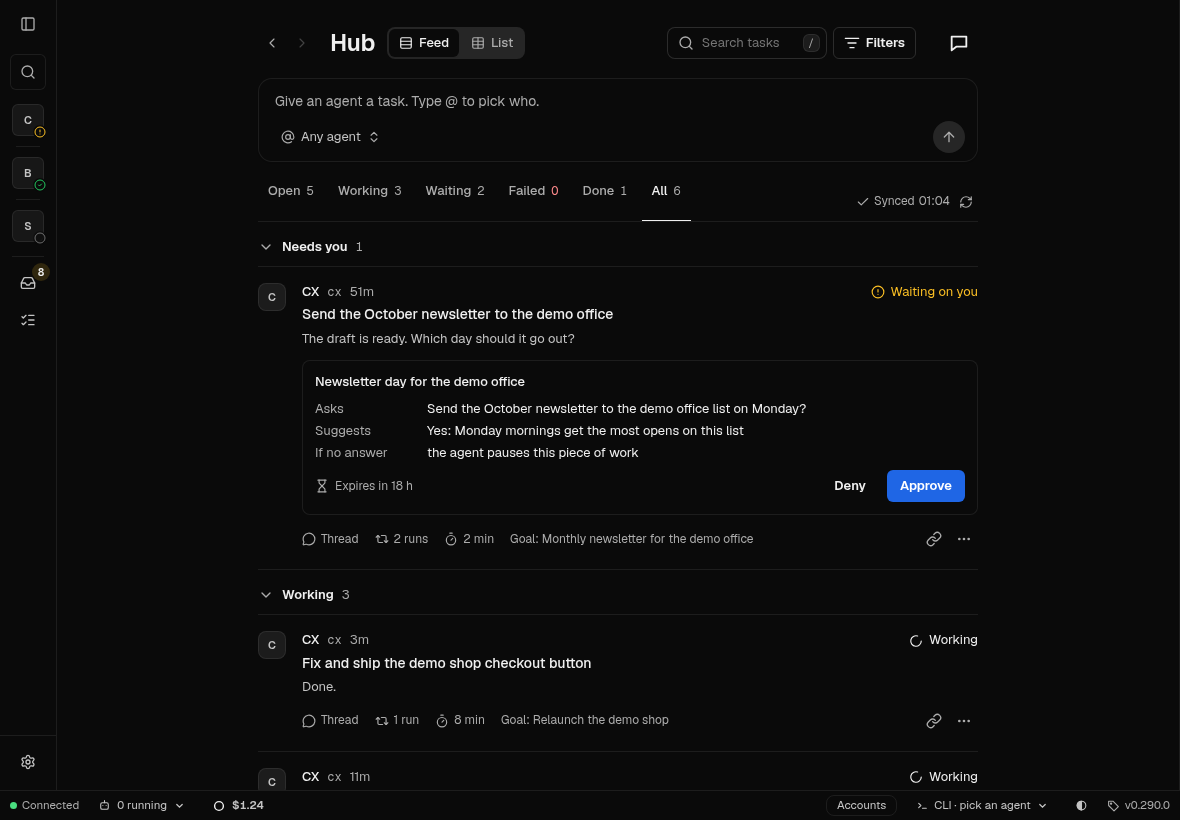 Hub
Feed
List
Search tasks
/
Filters
C
B
S
8
Give an agent a task. Type @ to pick who.
Any agent
Open 5
Working 3
Waiting 2
Failed 0
Done 1
All 6
Synced 01:04
Needs you 1
C
CX cx 51m
Waiting on you
Send the October newsletter to the demo office
The draft is ready. Which day should it go out?
Newsletter day for the demo office
Asks Send the October newsletter to the demo office list on Monday?
Suggests Yes: Monday mornings get the most opens on this list
If no answer the agent pauses this piece of work
Expires in 18 h
Deny
Approve
Thread
2 runs
2 min
Goal: Monthly newsletter for the demo office
Working 3
C
CX cx 3m
Working
Fix and ship the demo shop checkout button
Done.
Thread
1 run
8 min
Goal: Relaunch the demo shop
C
CX cx 11m
Working
Connected
0 running
$1.24
Accounts
CLI · pick an agent
v0.290.0